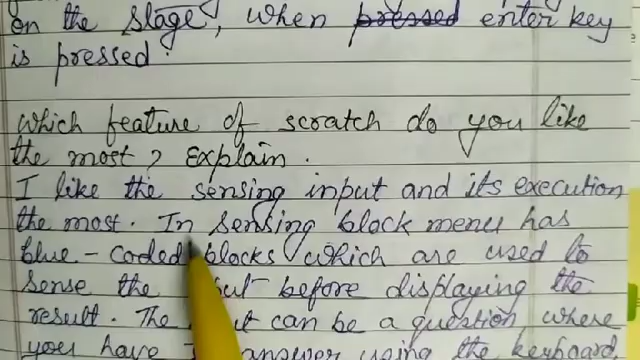 on the stage, when pressed enter key
is pressed.
Which feature of scratch do you like
the most? Explain.
I like the sensing input and its execution
the most. In sensing block menu has
blue-coded blocks which are used to
sense the before displaying the
result. The can be a question where
you have answer using the keyboard